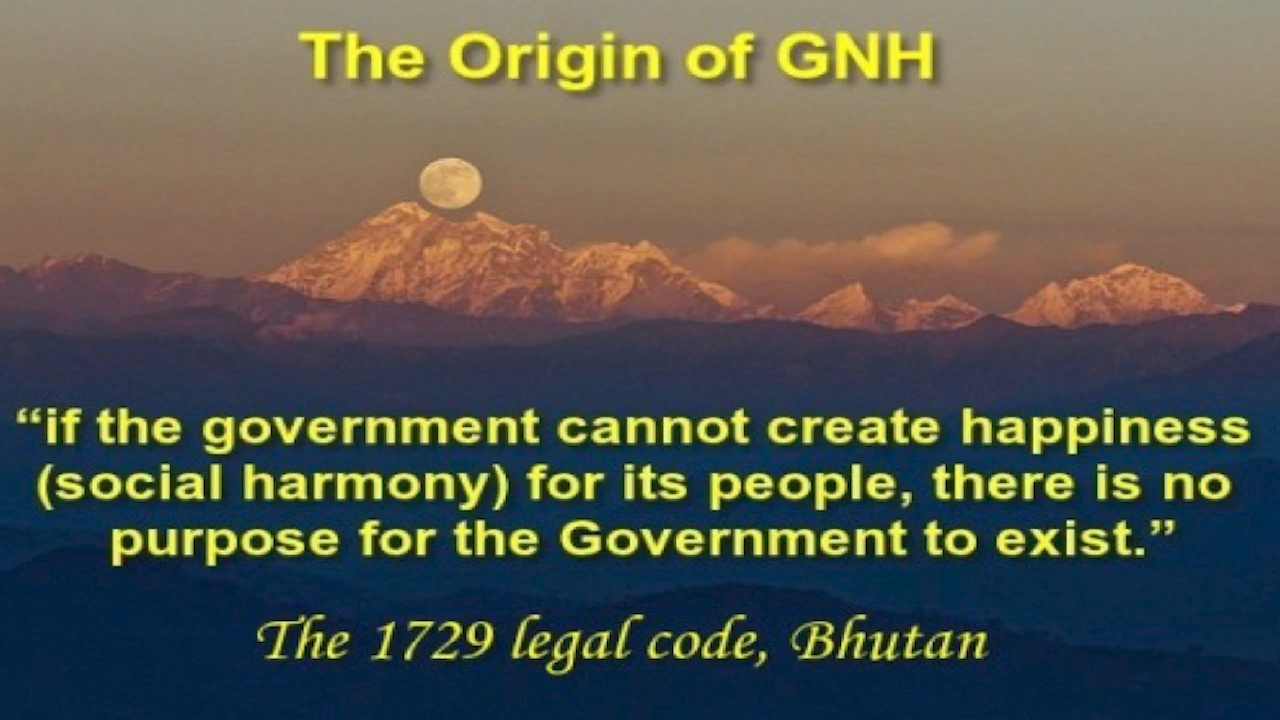 The Origin of GNH
“if the government cannot create happiness
(social harmony) for its people, there is no
purpose for the Government to exist.”
The 1729 legal code, Bhutan